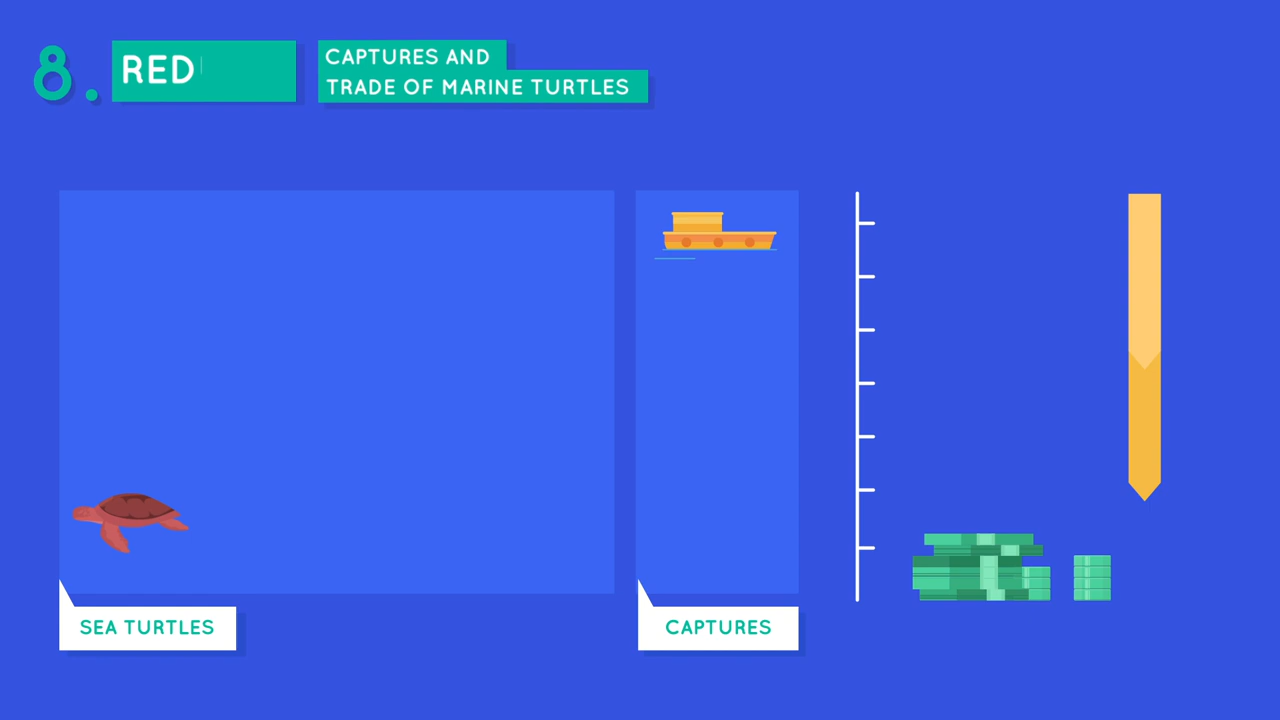 8. RED
CAPTURES AND
TRADE OF MARINE TURTLES
SEA TURTLES
CAPTURES